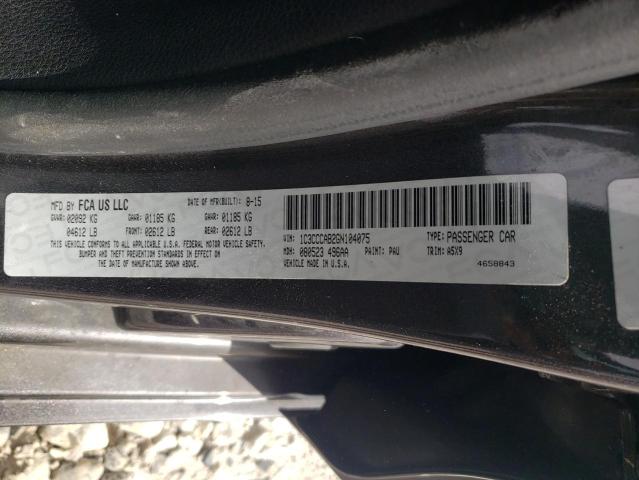 MFD BY FCA US LLC DATE OF MFR(BUILT): 8-15
GVWR: 02092 KG GAWR: 01185 KG GAWR: 01185 KG
04612 LB FRONT: 02612 LB REAR: 02612 LB
THIS VEHICLE CONFORMS TO ALL APPLICABLE U.S.A. FEDERAL MOTOR VEHICLE SAFETY,
BUMPER AND THEFT PREVENTION STANDARDS IN EFFECT ON
THE DATE OF MANUFACTURE SHOWN ABOVE.
VIN: 1C3CCCAB2GN104075 TYPE: PASSENGER CAR
MDH: 080523 496AA PAINT: PAU TRIM: A5X9
VEHICLE MADE IN U.S.A. 4658843